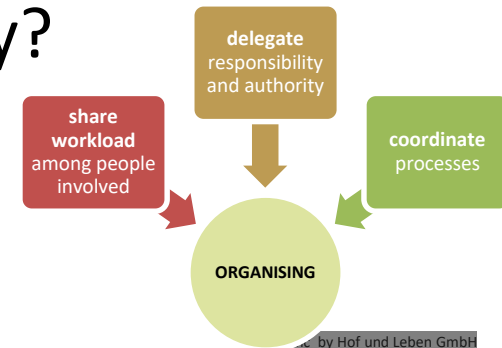 y?
delegate
responsibility
and authority
share
workload
among people
involved
coordinate
processes
ORGANISING
by Hof und Leben GmbH